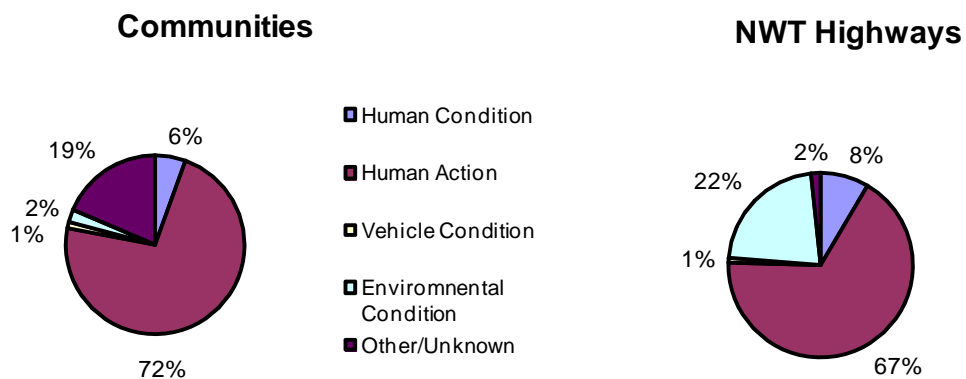 Communities
NWT Highways
6%
19%
2%
1%
72%
Human Condition
Human Action
Vehicle Condition
Enviromnental
Condition
Other/Unknown
2%
8%
22%
1%
67%